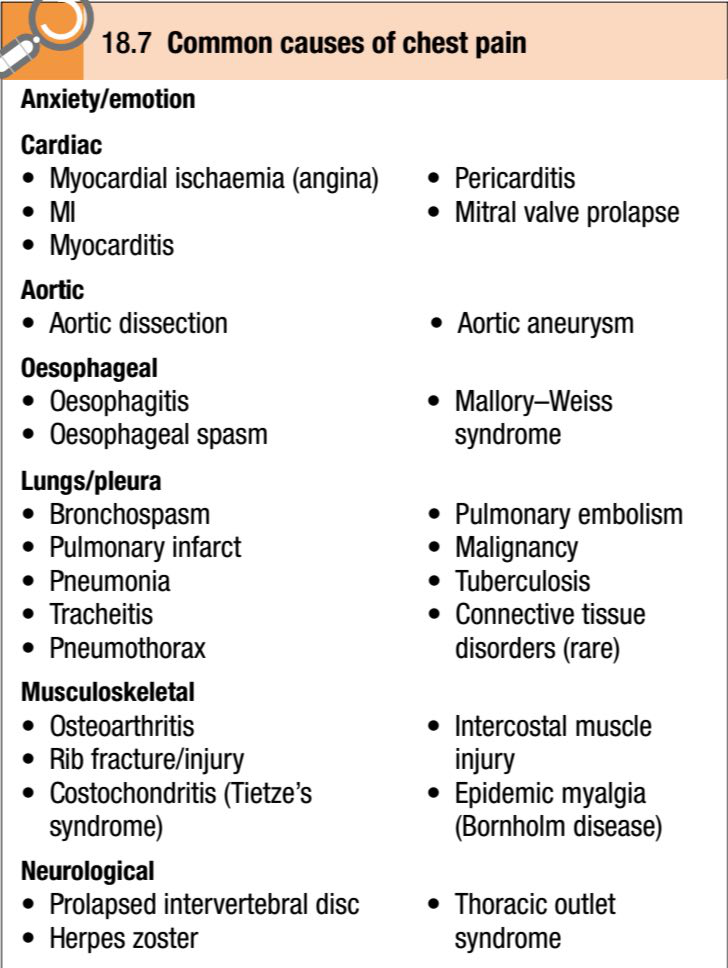 18.7 Common causes of chest pain
Anxiety/emotion
Cardiac
• Myocardial ischaemia (angina)
• MI
• Myocarditis
• Pericarditis
• Mitral valve prolapse
Aortic
• Aortic dissection
• Aortic aneurysm
Oesophageal
• Oesophagitis
• Oesophageal spasm
• Mallory–Weiss
syndrome
Lungs/pleura
• Bronchospasm
• Pulmonary infarct
• Pneumonia
• Tracheitis
• Pneumothorax
• Pulmonary embolism
• Malignancy
• Tuberculosis
• Connective tissue
disorders (rare)
Musculoskeletal
• Osteoarthritis
• Rib fracture/injury
• Costochondritis (Tietze’s
syndrome)
• Intercostal muscle
injury
• Epidemic myalgia
(Bornholm disease)
Neurological
• Prolapsed intervertebral disc
• Herpes zoster
• Thoracic outlet
syndrome